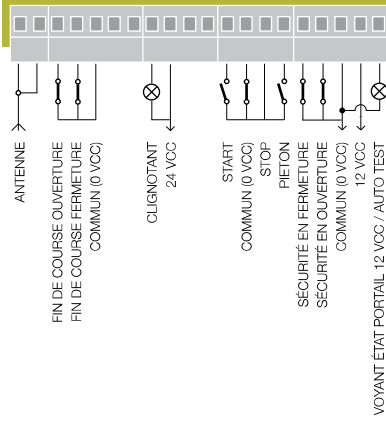 ANTENNE
FIN DE COURSE OUVERTURE
FIN DE COURSE FERMETURE
COMMUN (0 VCC)
CLIGNOTANT
24 VCC
START
COMMUN (0 VCC)
STOP
PIETON
SÉCURITÉ EN FERMETURE
SÉCURITÉ EN OUVERTURE
COMMUN (0 VCC)
12 VCC
VOYANT ÉTAT PORTAIL 12 VCC / AUTO TEST